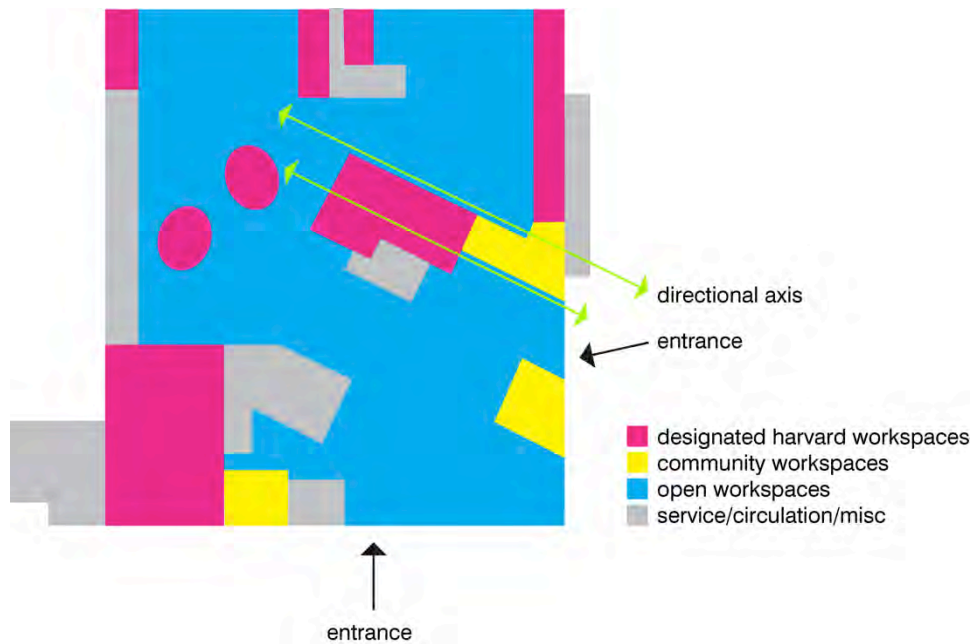 directional axis
entrance
designated harvard workspaces
community workspaces
open workspaces
service/circulation/misc
entrance